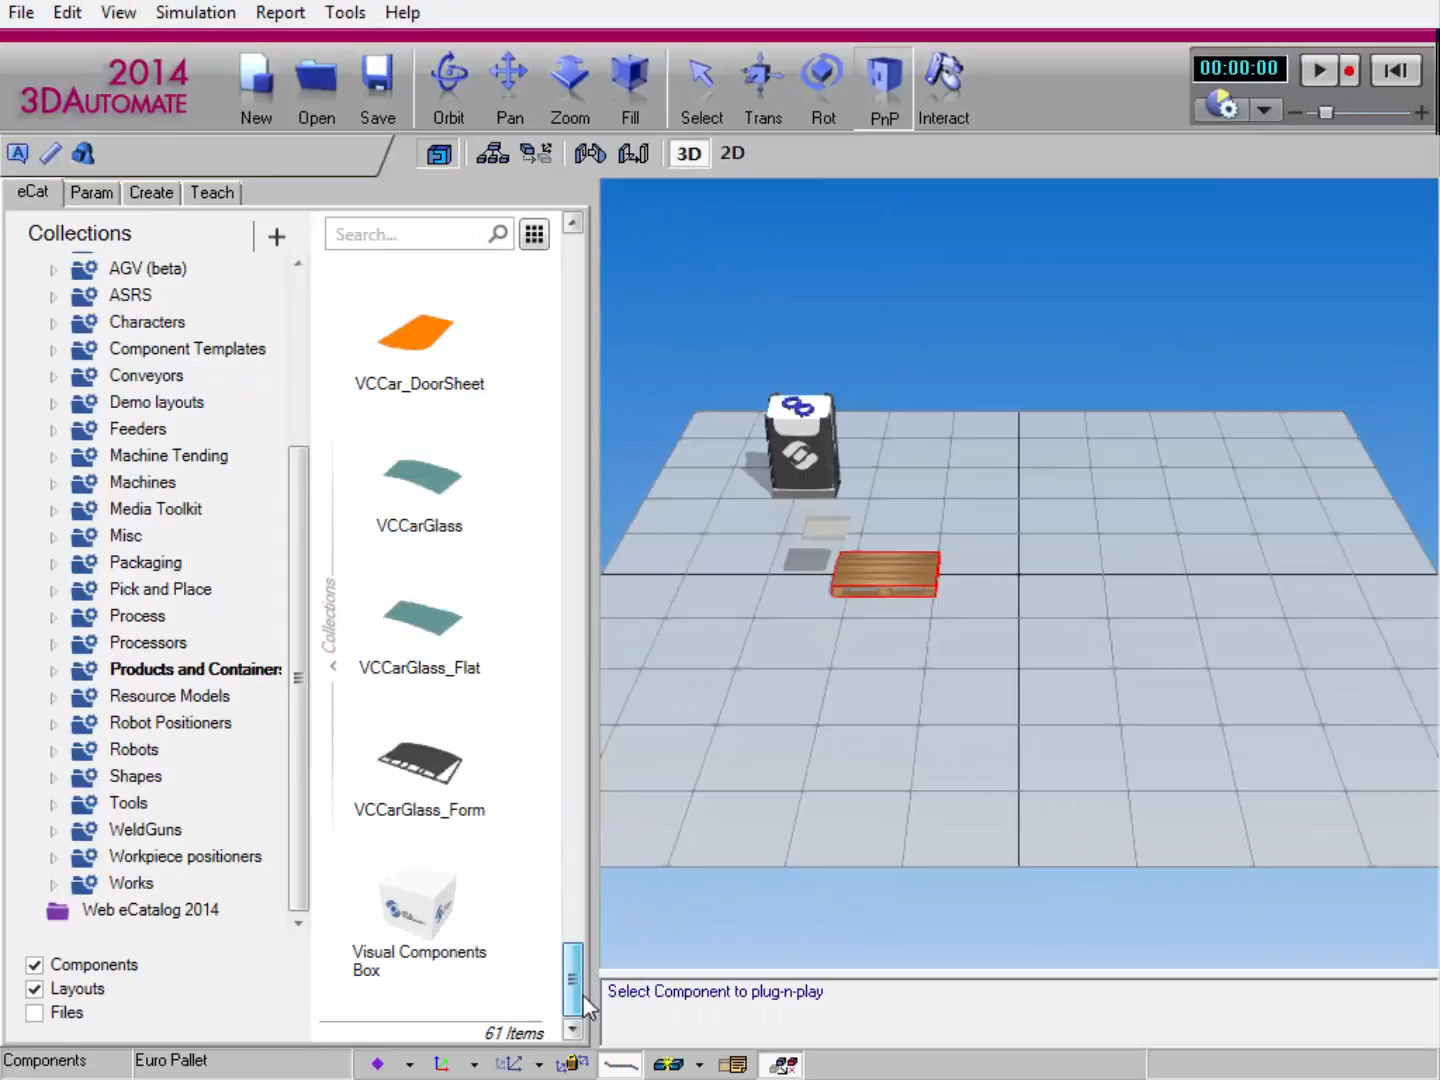 File Edit View Simulation Report Tools Help
2014
3DAUTOMATE
New Open Save Orbit Pan Zoom Fill Select Trans Rot PnP Interact
00:00:00
3D 2D
eCat Param Create Teach
Collections
Search...
AGV (beta)
ASRS
Characters
Component Templates
Conveyors
Demo layouts
Feeders
Machine Tending
Machines
Media Toolkit
Misc
Packaging
Pick and Place
Process
Processors
Products and Containers
Resource Models
Robot Positioners
Robots
Shapes
Tools
WeldGuns
Workpiece positioners
Works
Web eCatalog 2014
Components
Layouts
Files
Collections
VCCar_DoorSheet
VCCarGlass
VCCarGlass_Flat
VCCarGlass_Form
Visual Components
Box
61 Items
Select Component to plug-n-play
Components Euro Pallet